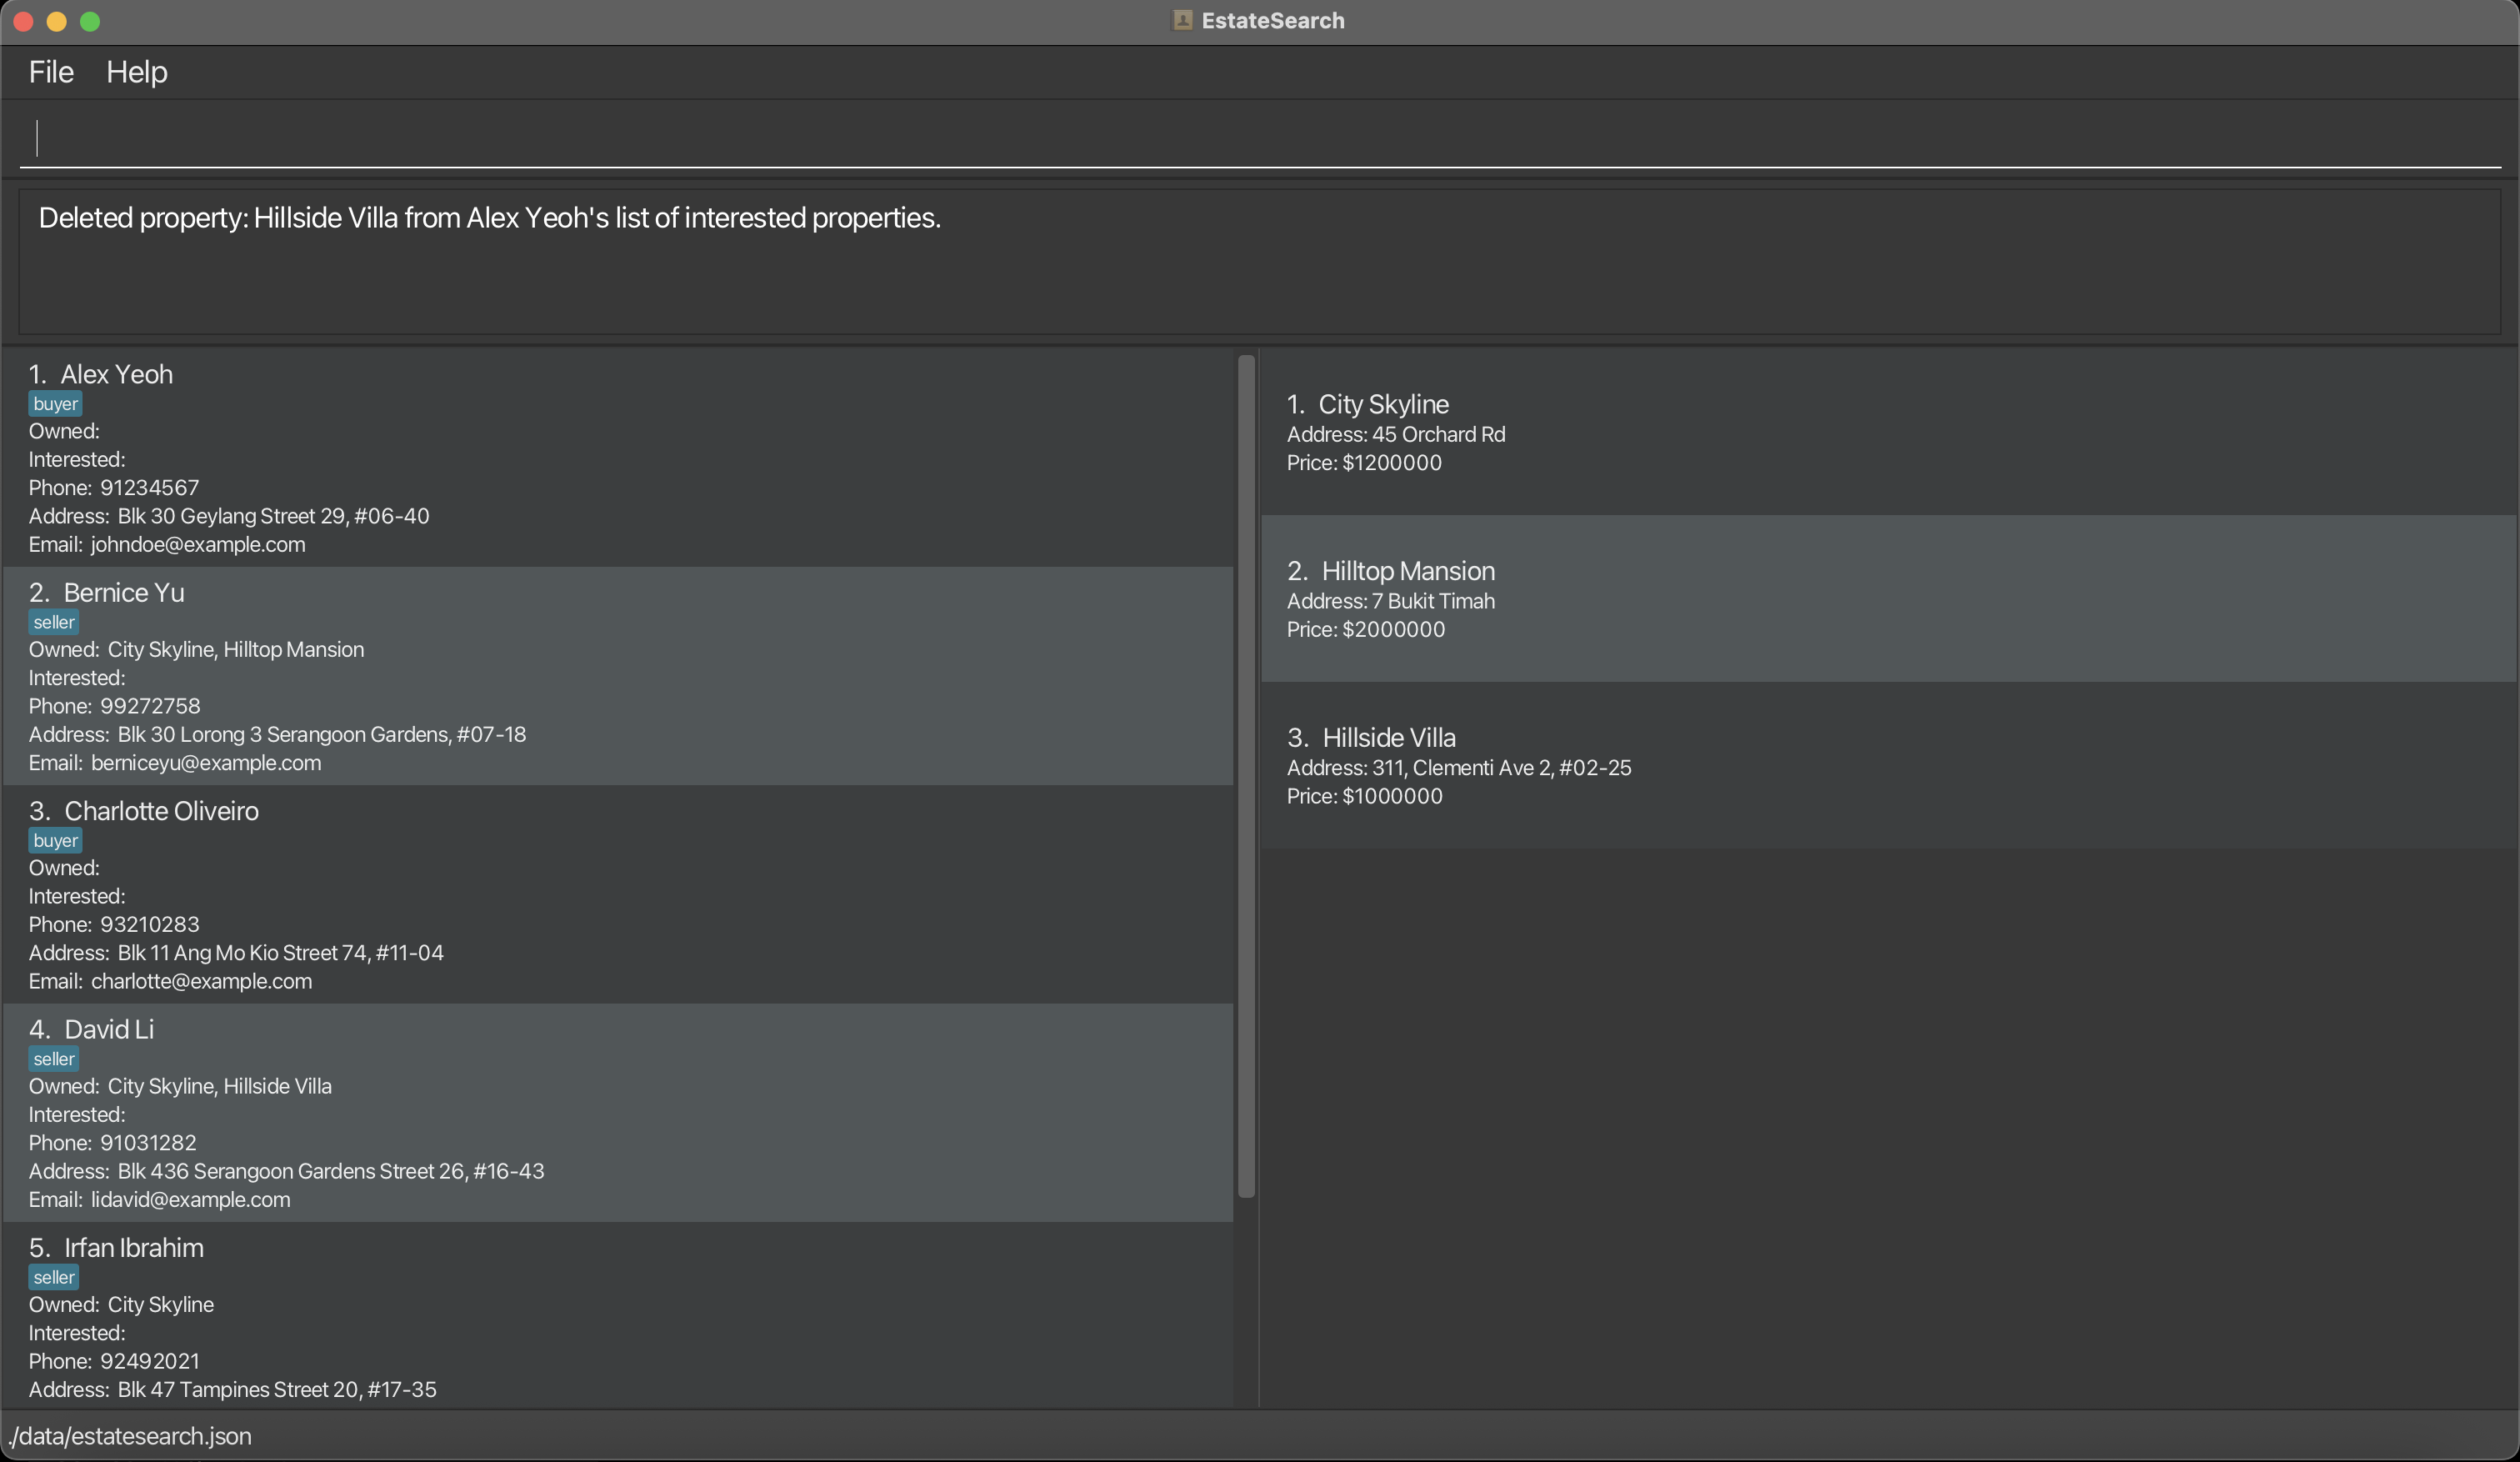 EstateSearch
File Help
Deleted property: Hillside Villa from Alex Yeoh's list of interested properties.
1. Alex Yeoh
buyer
Owned:
Interested:
Phone: 91234567
Address: Blk 30 Geylang Street 29, #06-40
Email: johndoe@example.com
2. Bernice Yu
seller
Owned: City Skyline, Hilltop Mansion
Interested:
Phone: 99272758
Address: Blk 30 Lorong 3 Serangoon Gardens, #07-18
Email: berniceyu@example.com
3. Charlotte Oliveiro
buyer
Owned:
Interested:
Phone: 93210283
Address: Blk 11 Ang Mo Kio Street 74, #11-04
Email: charlotte@example.com
4. David Li
seller
Owned: City Skyline, Hillside Villa
Interested:
Phone: 91031282
Address: Blk 436 Serangoon Gardens Street 26, #16-43
Email: lidavid@example.com
5. Irfan Ibrahim
seller
Owned: City Skyline
Interested:
Phone: 92492021
Address: Blk 47 Tampines Street 20, #17-35
1. City Skyline
Address: 45 Orchard Rd
Price: $1200000
2. Hilltop Mansion
Address: 7 Bukit Timah
Price: $2000000
3. Hillside Villa
Address: 311, Clementi Ave 2, #02-25
Price: $1000000
./data/estatesearch.json